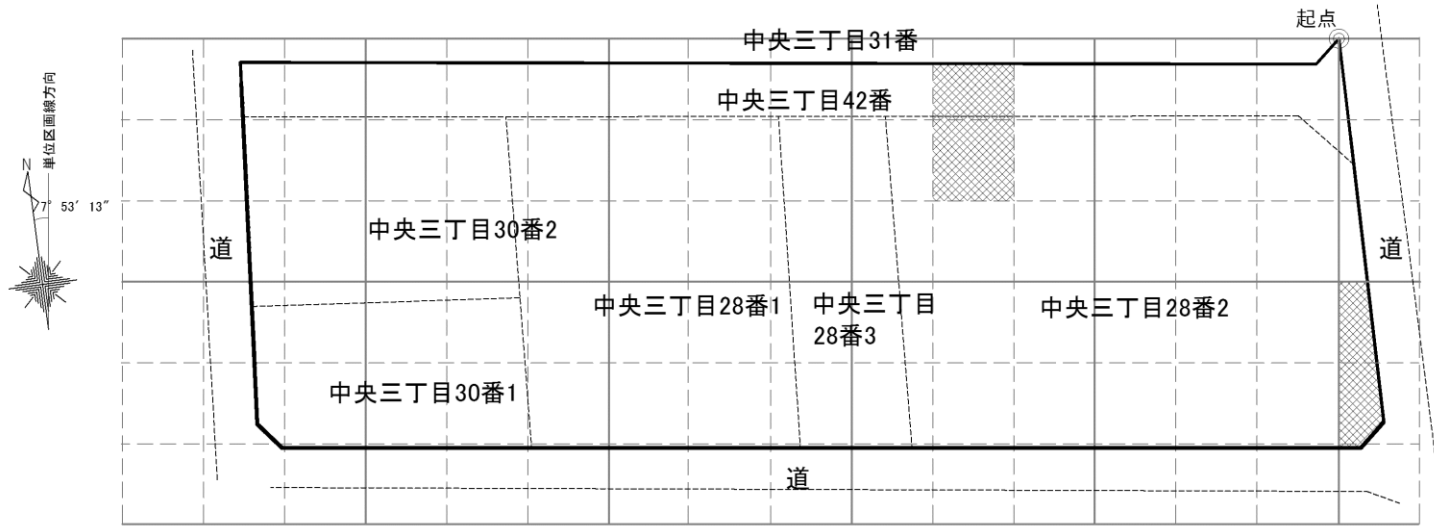 起点
中央三丁目31番
中央三丁目42番
単位区画線方向
N
7° 53′ 13″
中央三丁目30番2
道
道
中央三丁目28番1
中央三丁目
28番3
中央三丁目28番2
中央三丁目30番1
道